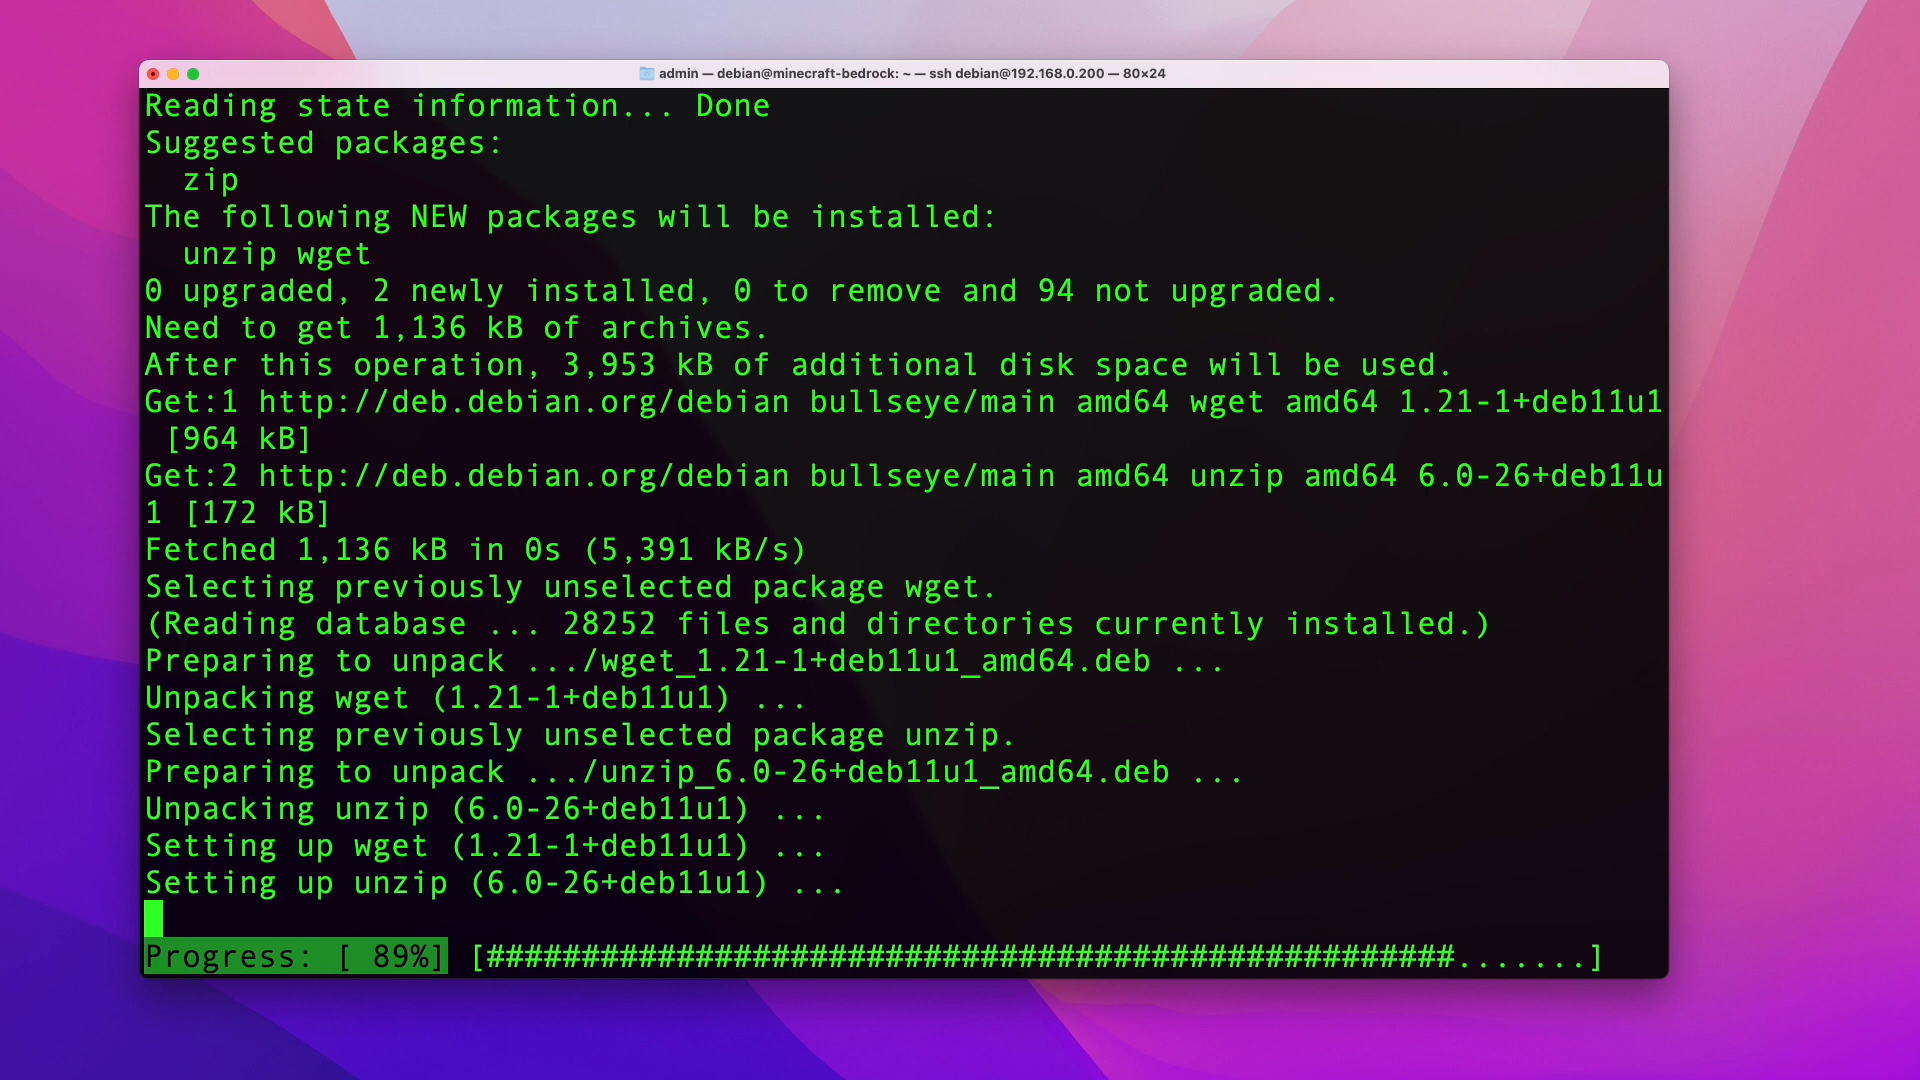 admin — debian@minecraft-bedrock: ~ — ssh debian@192.168.0.200 — 80×24
Reading state information... Done
Suggested packages:
  zip
The following NEW packages will be installed:
  unzip wget
0 upgraded, 2 newly installed, 0 to remove and 94 not upgraded.
Need to get 1,136 kB of archives.
After this operation, 3,953 kB of additional disk space will be used.
Get:1 http://deb.debian.org/debian bullseye/main amd64 wget amd64 1.21-1+deb11u1
 [964 kB]
Get:2 http://deb.debian.org/debian bullseye/main amd64 unzip amd64 6.0-26+deb11u
1 [172 kB]
Fetched 1,136 kB in 0s (5,391 kB/s)
Selecting previously unselected package wget.
(Reading database ... 28252 files and directories currently installed.)
Preparing to unpack .../wget_1.21-1+deb11u1_amd64.deb ...
Unpacking wget (1.21-1+deb11u1) ...
Selecting previously unselected package unzip.
Preparing to unpack .../unzip_6.0-26+deb11u1_amd64.deb ...
Unpacking unzip (6.0-26+deb11u1) ...
Setting up wget (1.21-1+deb11u1) ...
Setting up unzip (6.0-26+deb11u1) ...
Progress: [ 89%] [###################################################.......]